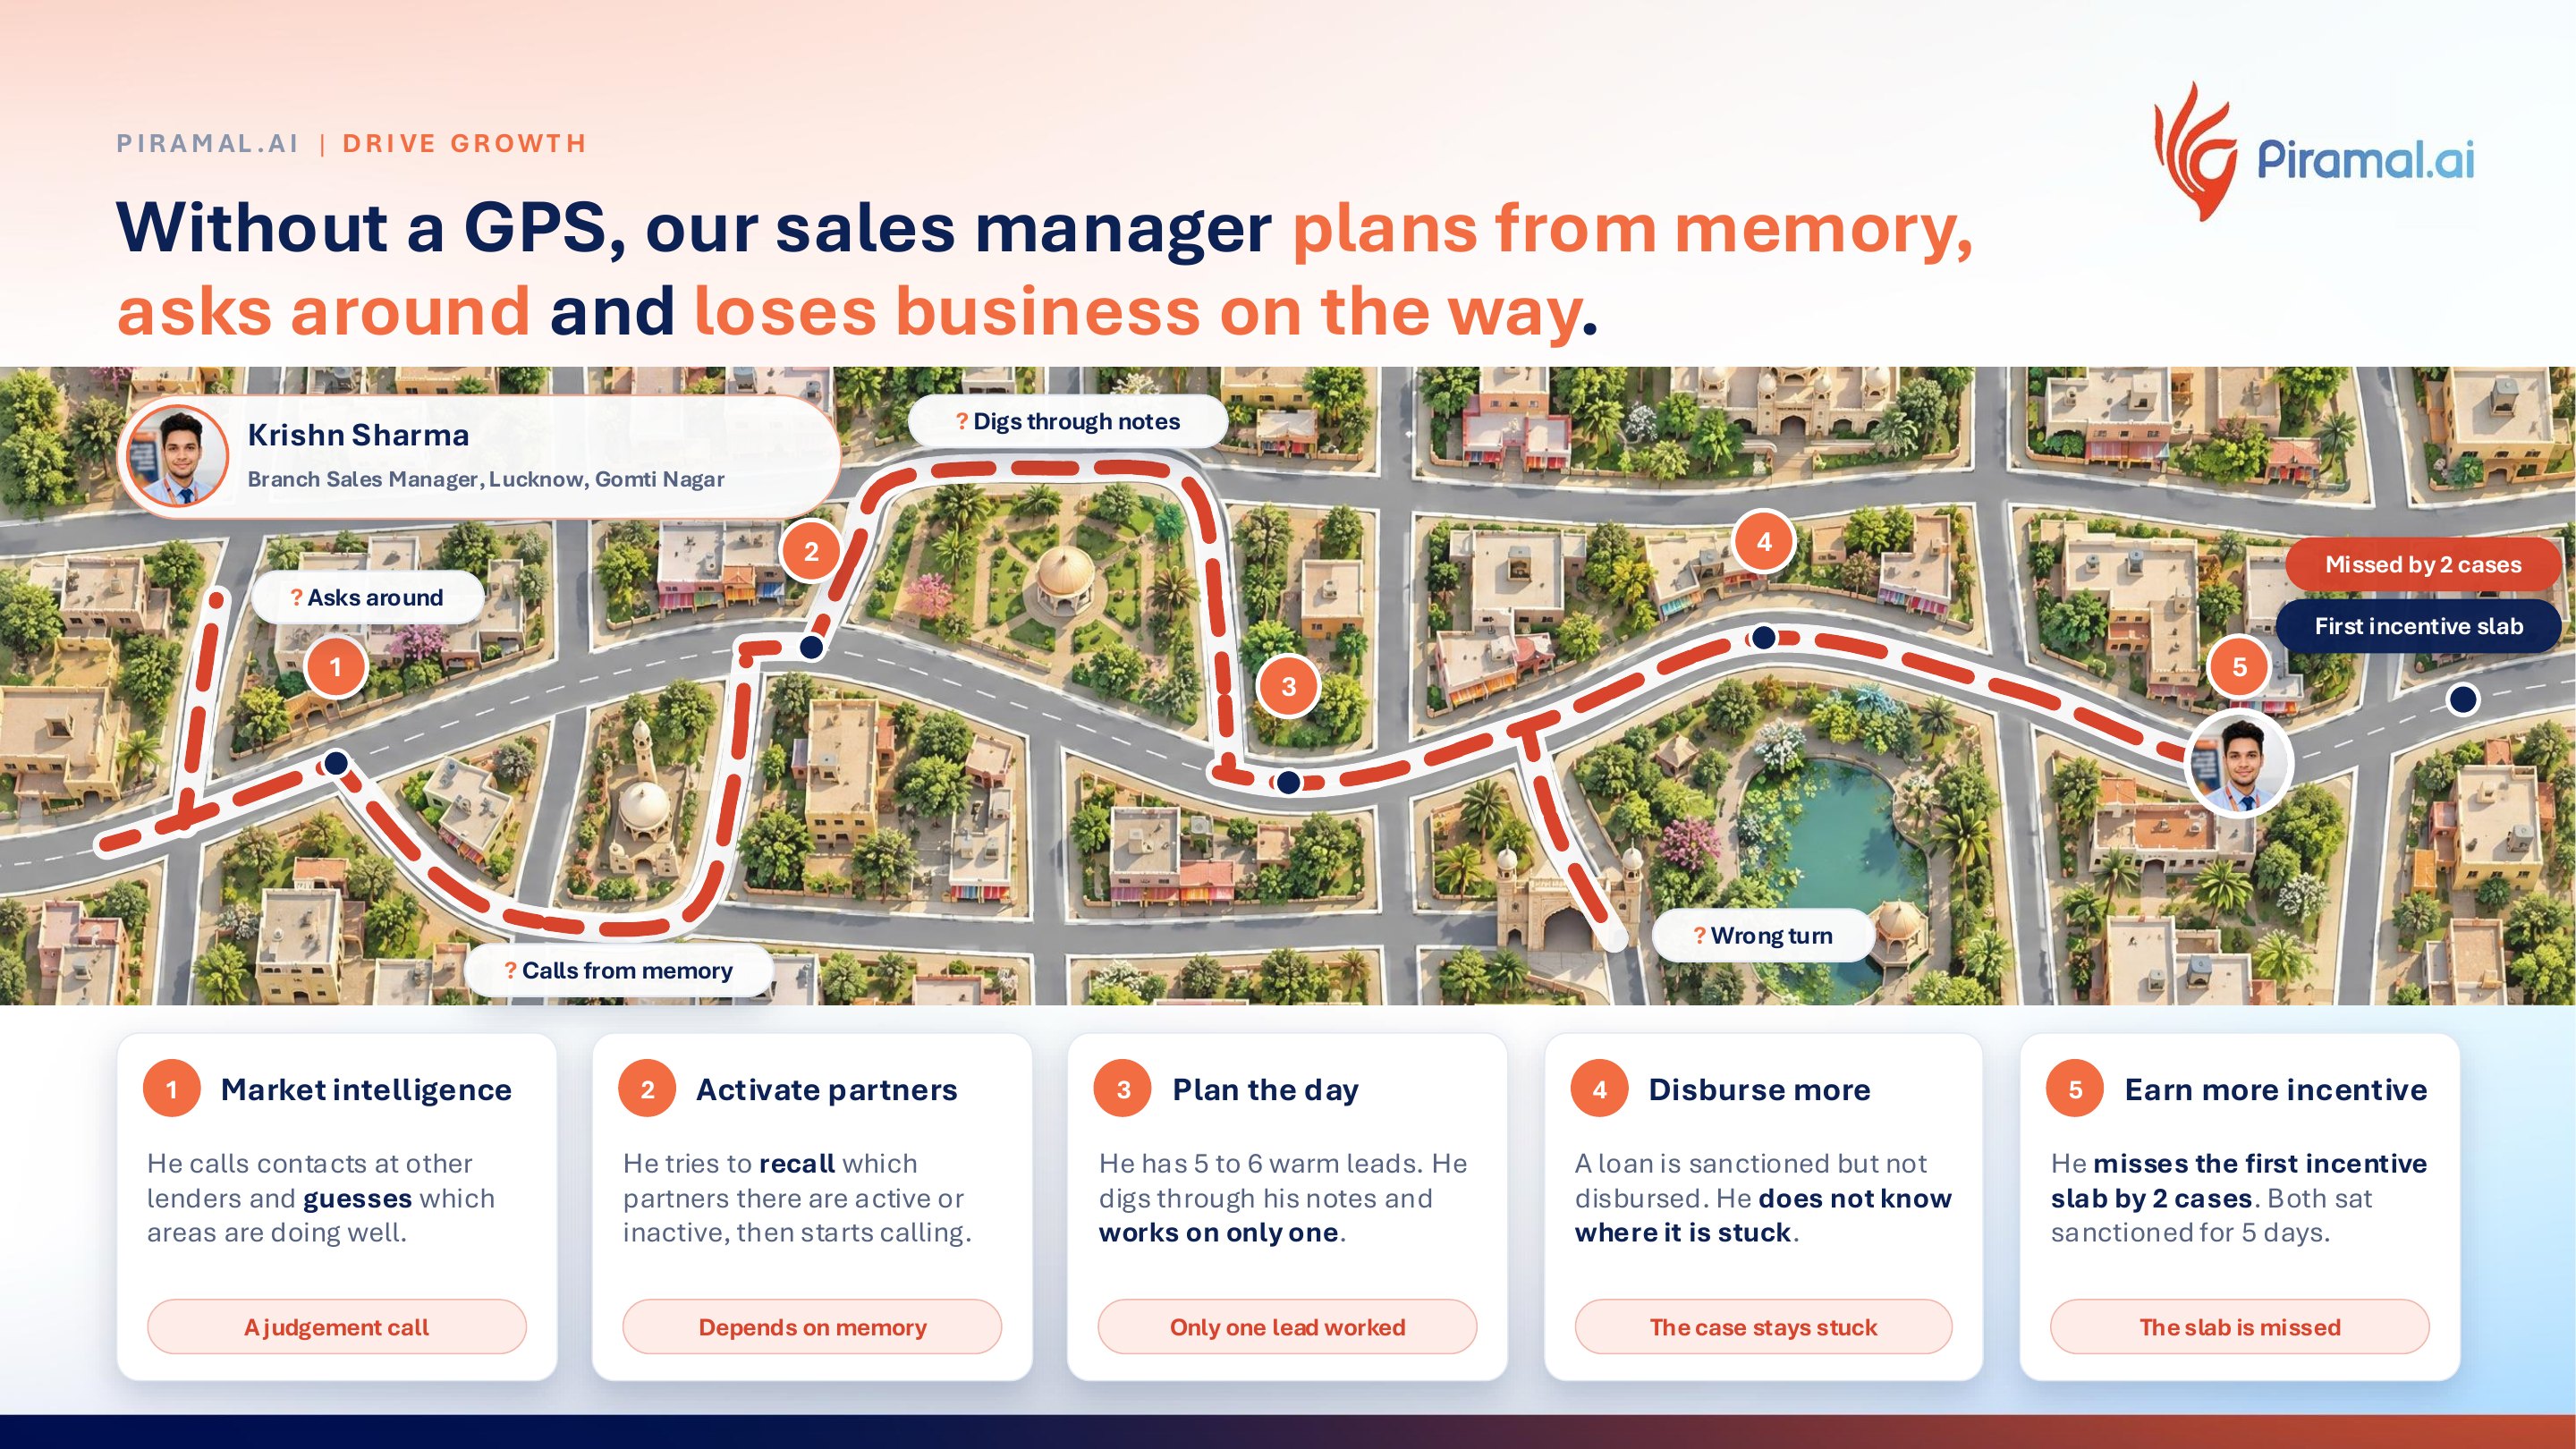 PIRAMAL.AI | DRIVE GROWTH
Piramal.ai
Without a GPS, our sales manager plans from memory,
asks around and loses business on the way.
Krishn Sharma
Branch Sales Manager, Lucknow, Gomti Nagar
? Digs through notes
2
4
Missed by 2 cases
? Asks around
First incentive slab
1
3
5
? Wrong turn
? Calls from memory
1 Market intelligence
He calls contacts at other
lenders and guesses which
areas are doing well.
A judgement call
2 Activate partners
He tries to recall which
partners there are active or
inactive, then starts calling.
Depends on memory
3 Plan the day
He has 5 to 6 warm leads. He
digs through his notes and
works on only one.
Only one lead worked
4 Disburse more
A loan is sanctioned but not
disbursed. He does not know
where it is stuck.
The case stays stuck
5 Earn more incentive
He misses the first incentive
slab by 2 cases. Both sat
sanctioned for 5 days.
The slab is missed